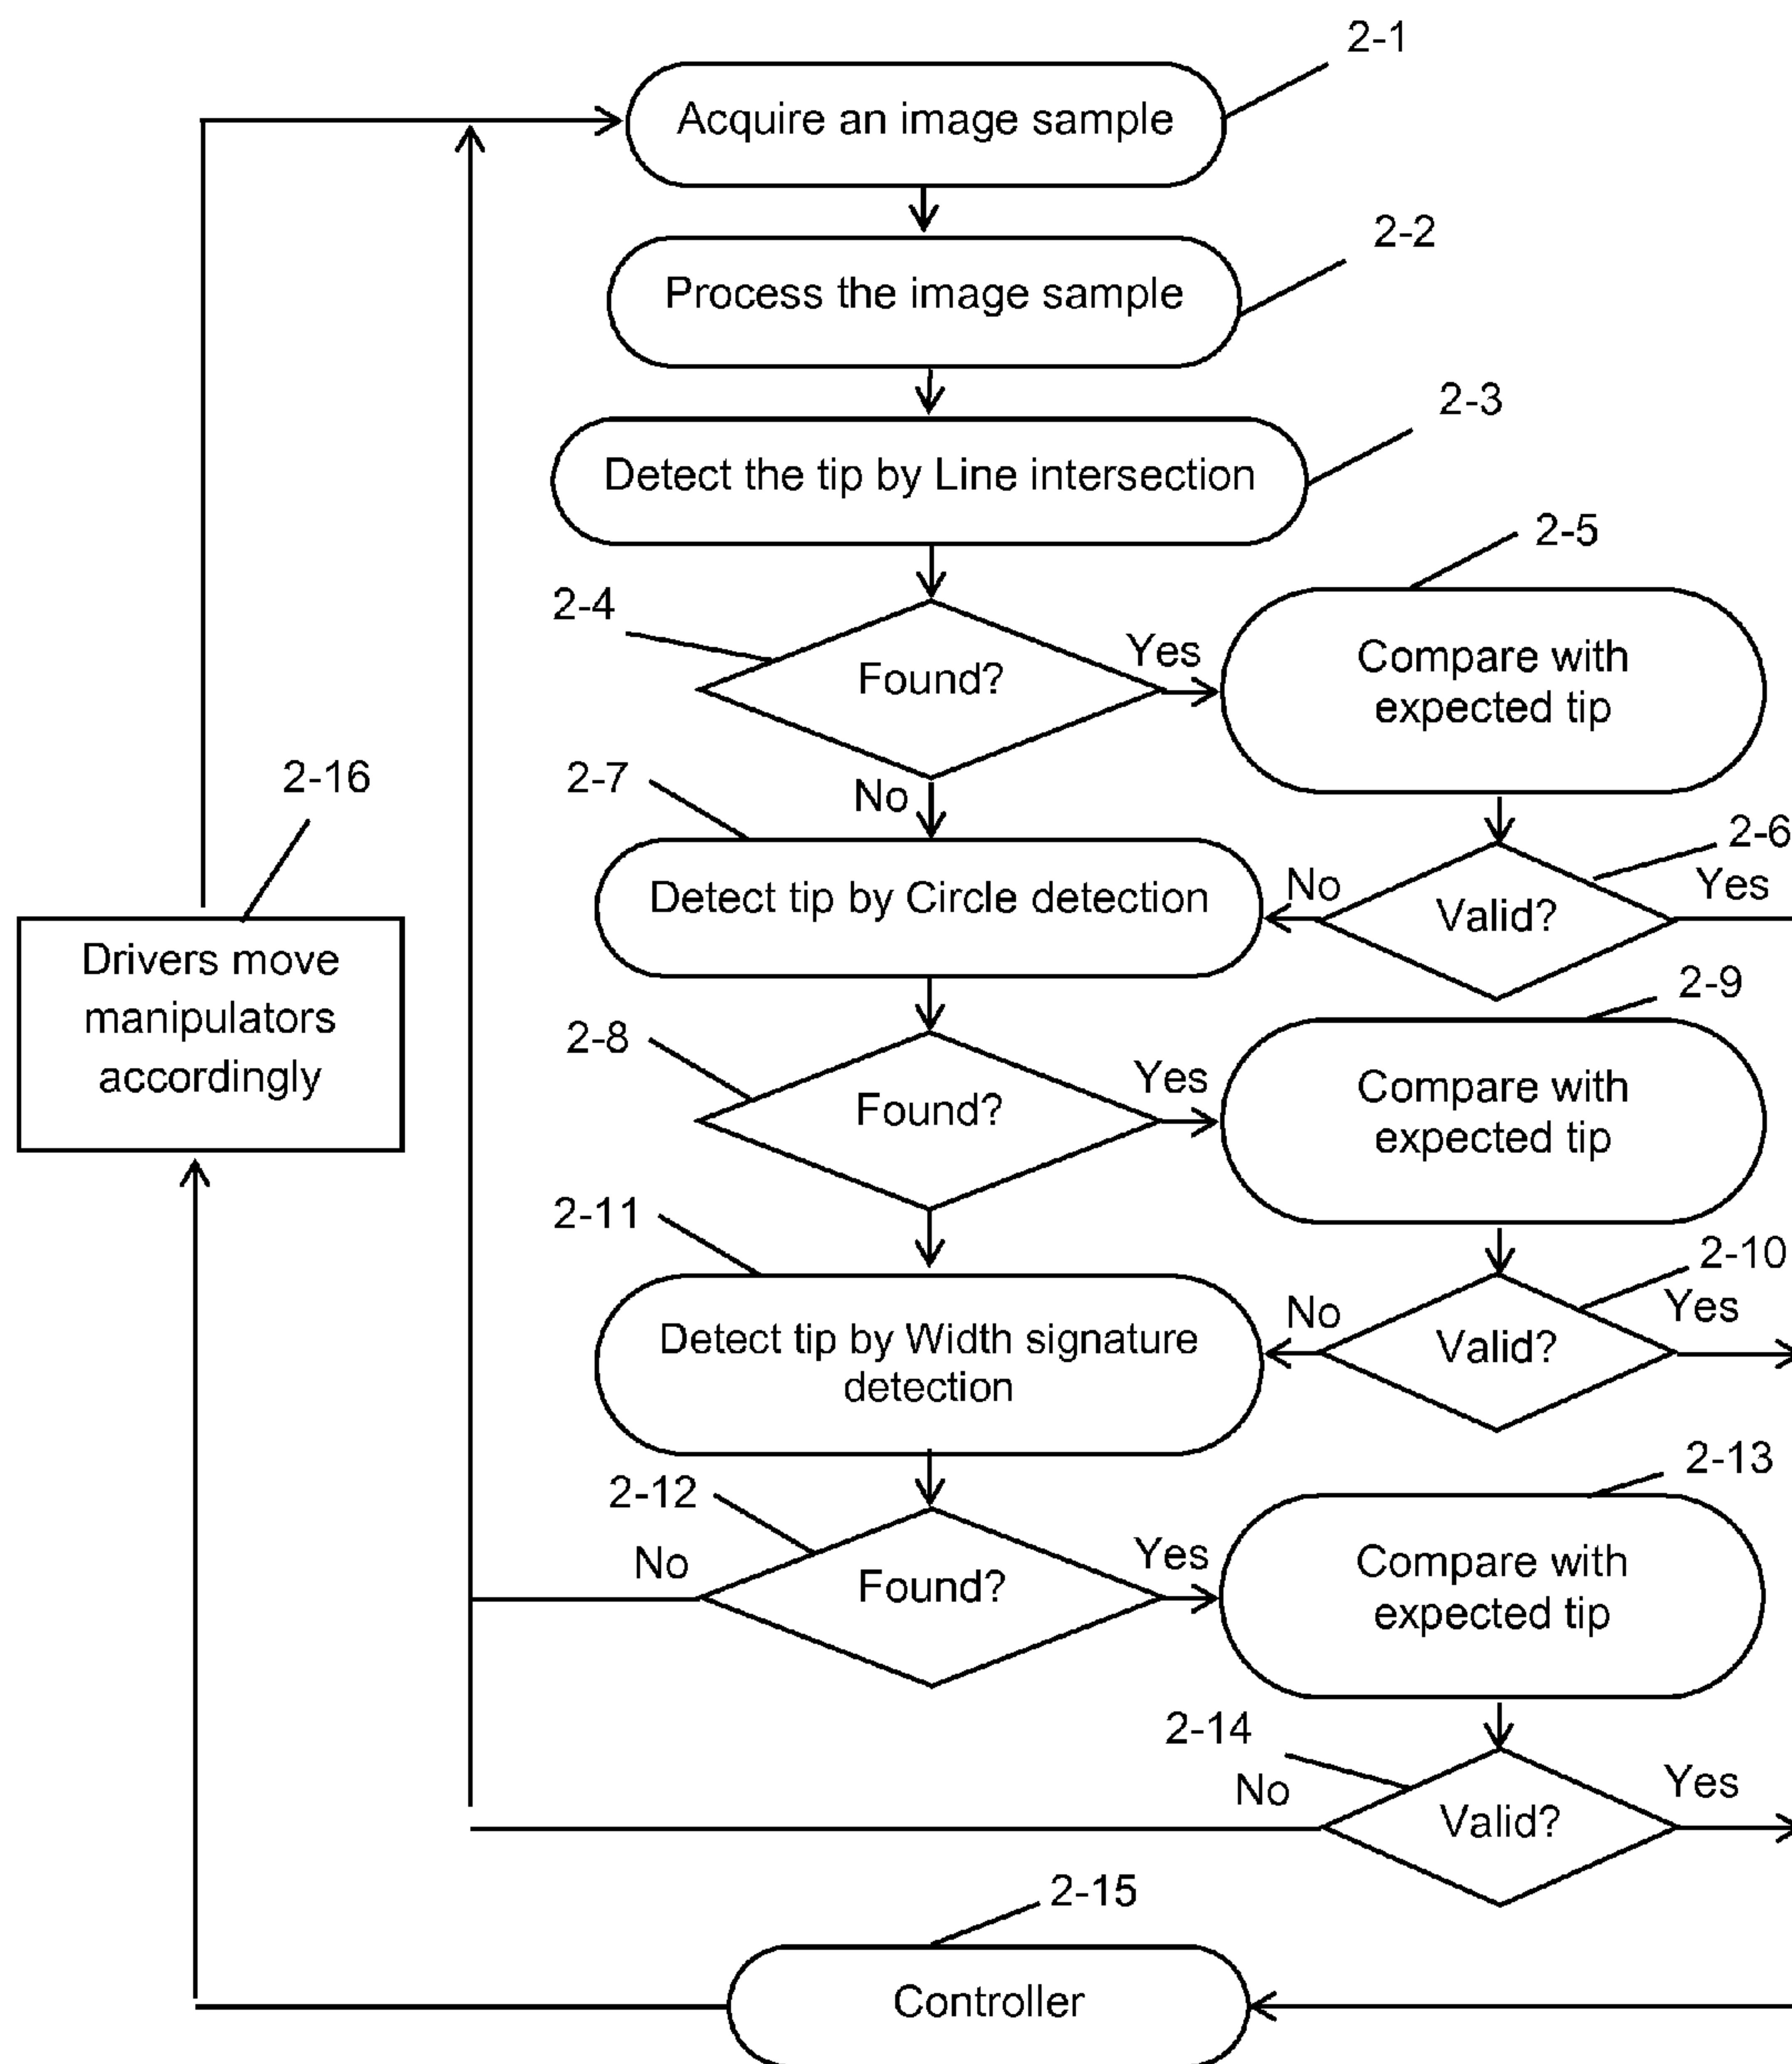 2-1
Acquire an image sample
2-2
Process the image sample
2-3
Detect the tip by Line intersection
2-5
2-4
Found?
Yes
Compare with
expected tip
No
2-16
2-7
2-6
Detect tip by Circle detection
No
Valid?
Yes
Drivers move
manipulators
accordingly
2-9
2-8
Found?
Yes
Compare with
expected tip
2-11
2-10
Detect tip by Width signature
detection
No
Valid?
Yes
2-13
2-12
No
Found?
Yes
Compare with
expected tip
2-14
No
Valid?
Yes
2-15
Controller